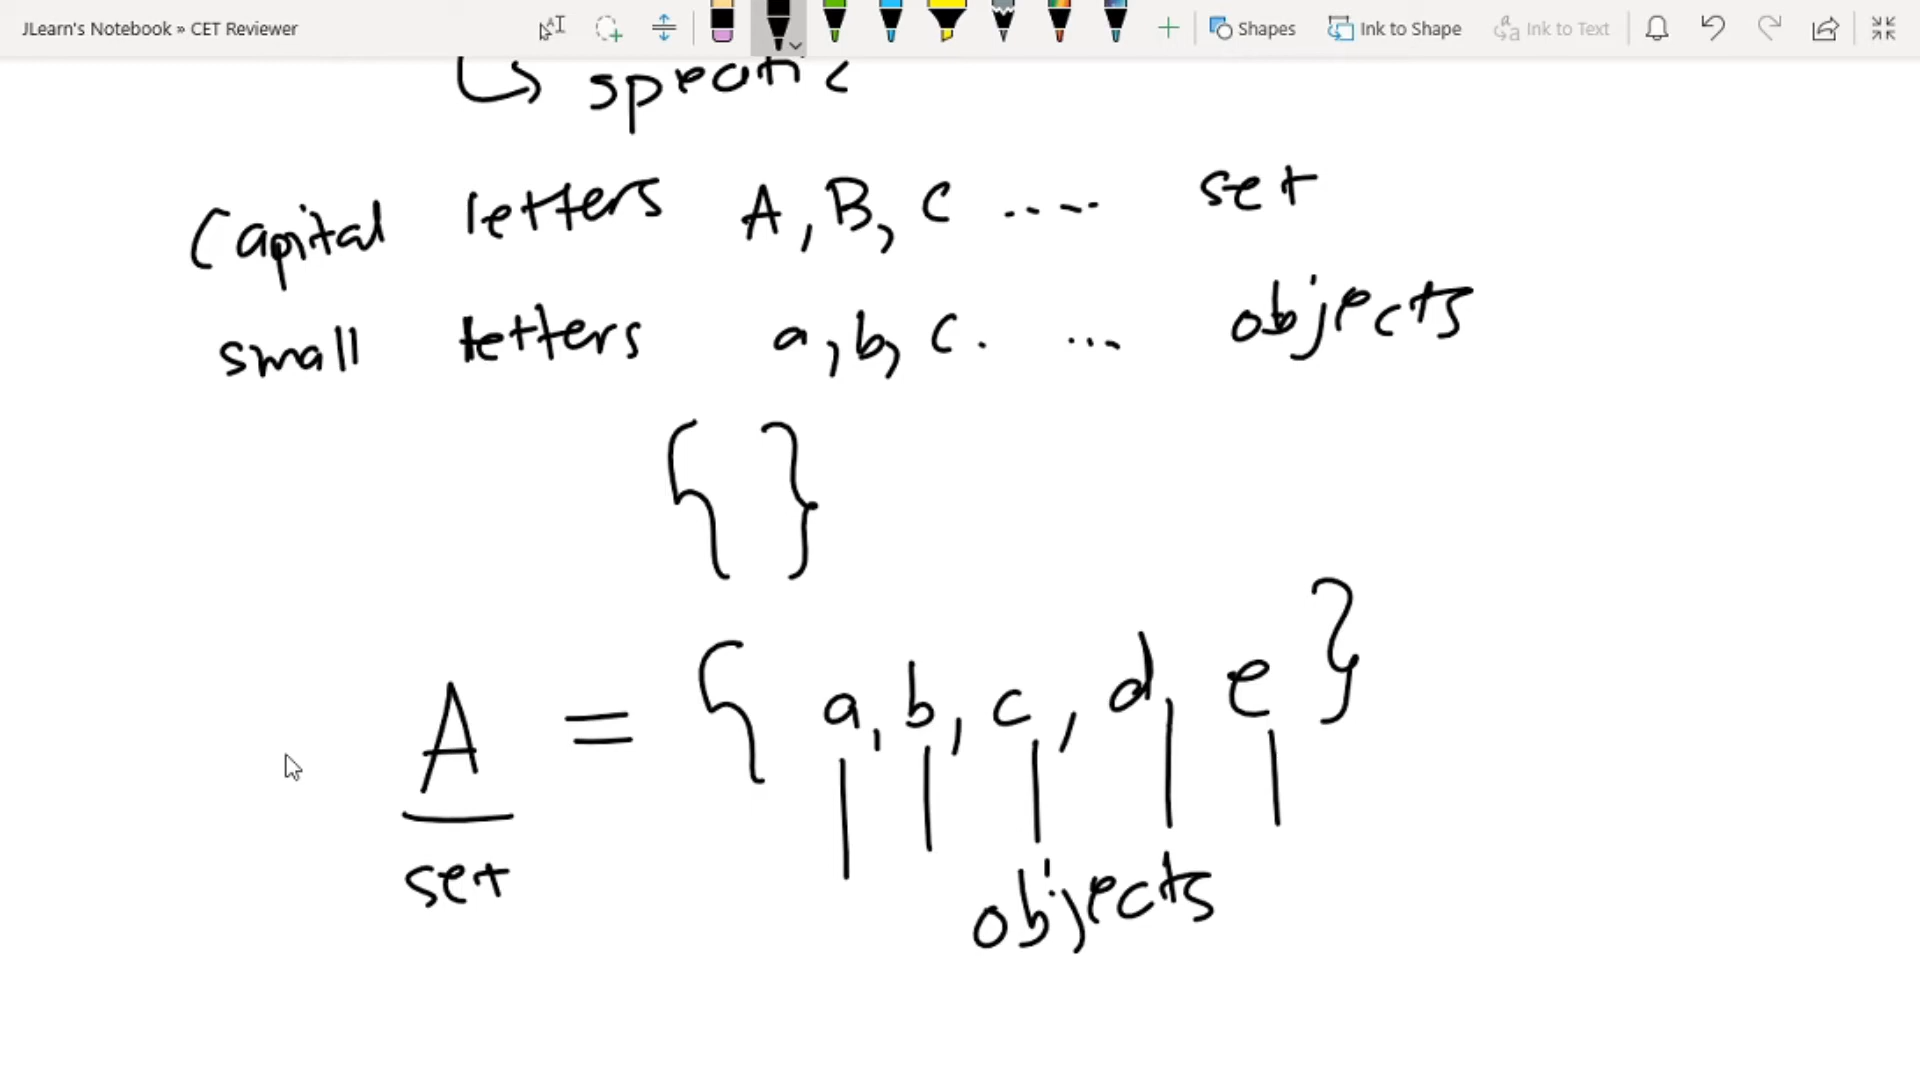 JLearn's Notebook » CET Reviewer Shapes Ink to Shape Ink to Text
↳ specific
Capital letters A, B, C ..... set
small letters a, b, c. ... objects
{ }
A = { a, b, c, d, e }
set
objects